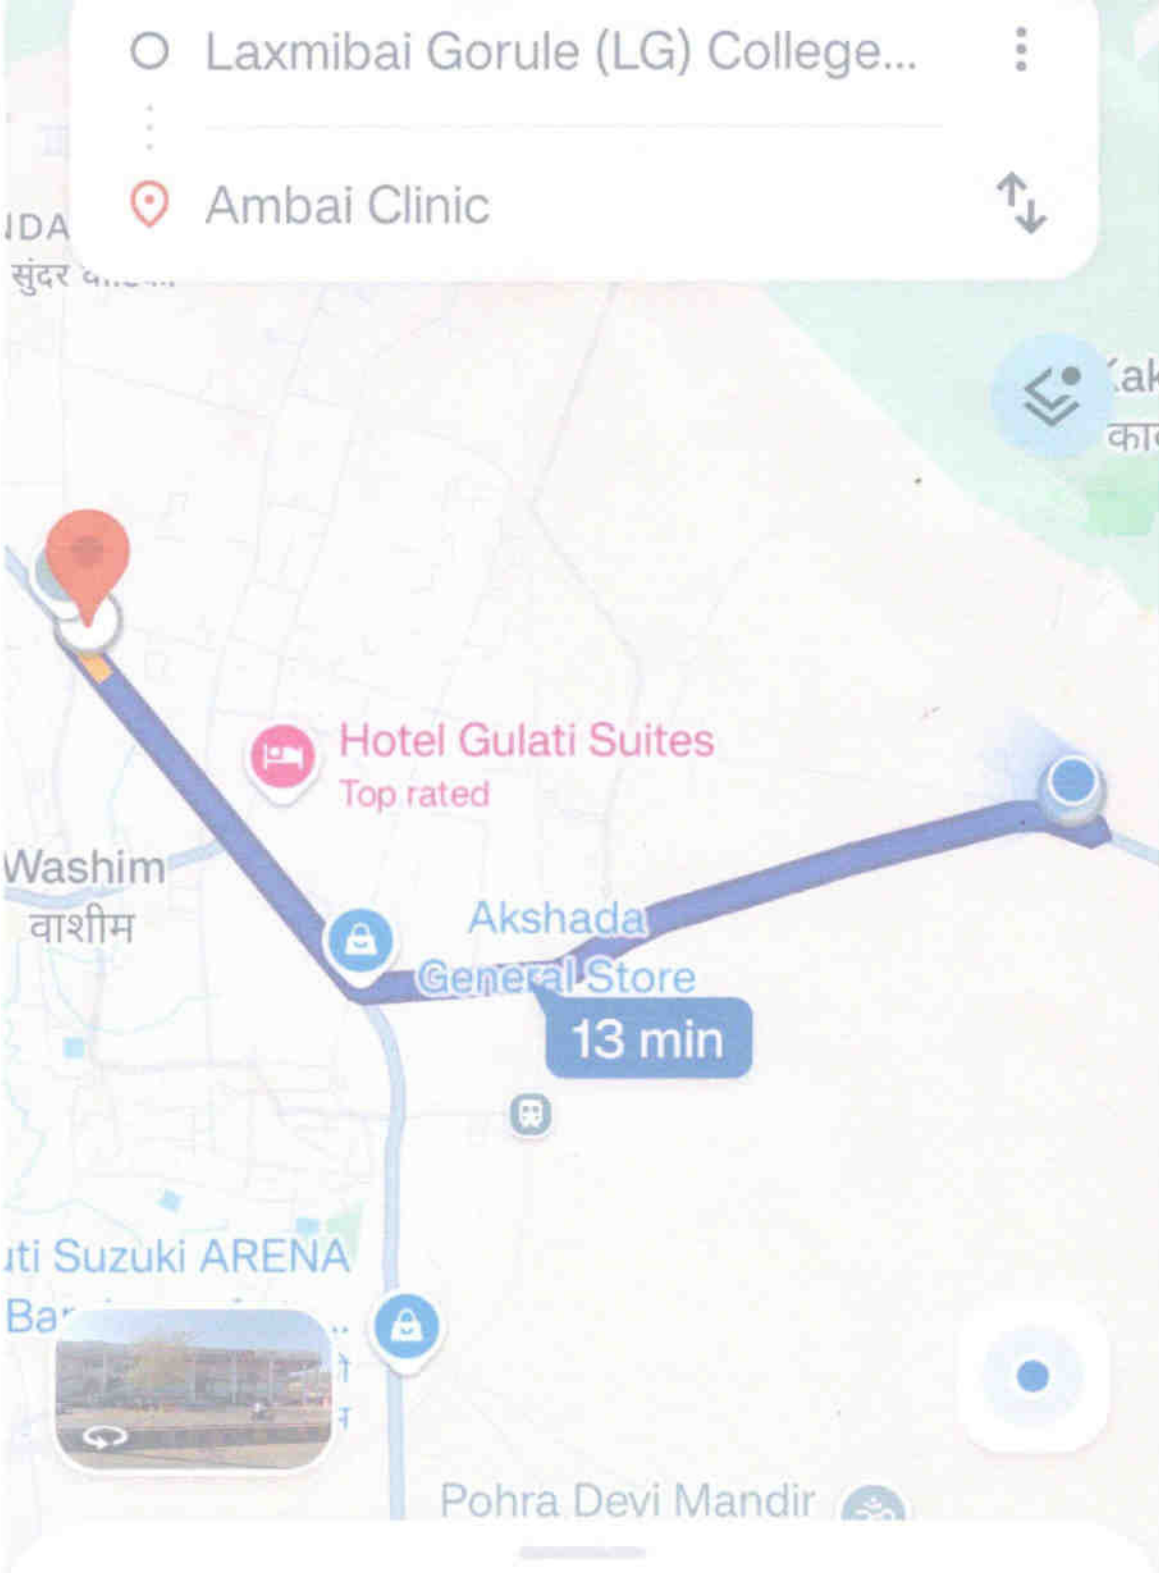 Laxmibai Gorule (LG) College...
Ambai Clinic
सुंदर
Hotel Gulati Suites
Top rated
Washim
वाशीम
Akshada
General Store
13 min
uti Suzuki ARENA
Pohra Devi Mandir